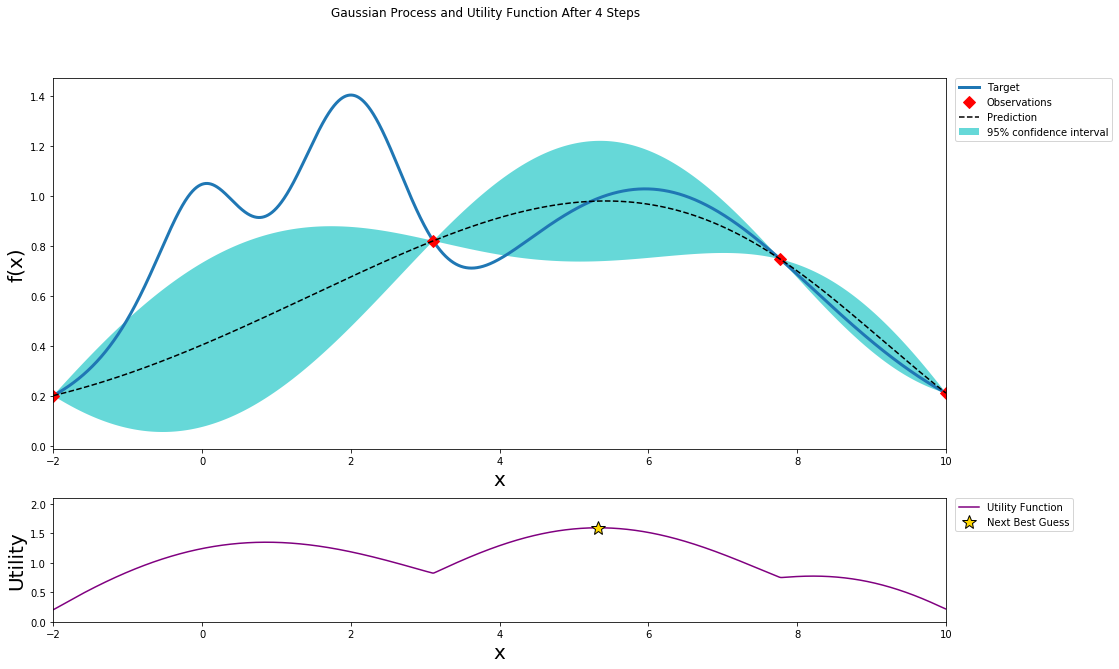 Gaussian Process and Utility Function After 4 Steps
f(x)
1.4
1.2
1.0
0.8
0.6
0.4
0.2
0.0
−2 0 2 4 6 8 10
x
Target
Observations
Prediction
95% confidence interval
Utility
2.0
1.5
1.0
0.5
0.0
−2 0 2 4 6 8 10
x
Utility Function
Next Best Guess